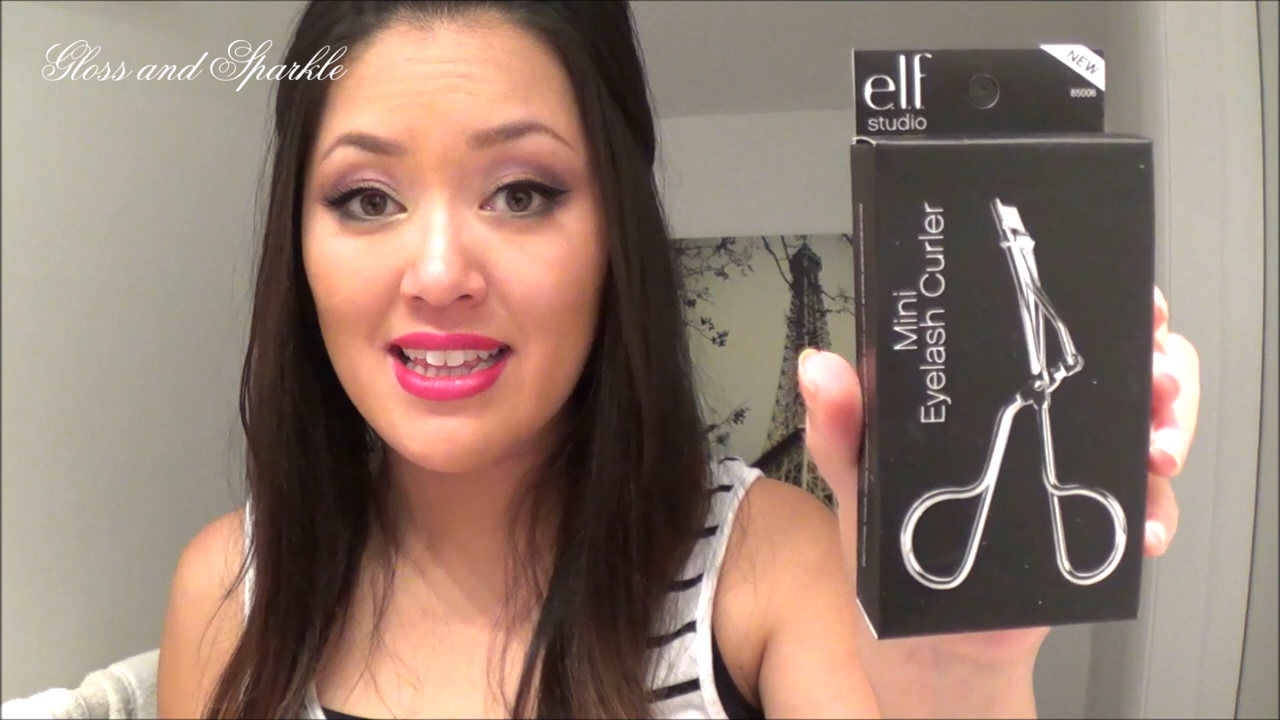 Gloss and Sparkle
e.l.f.
studio
NEW
85006
Mini
Eyelash Curler